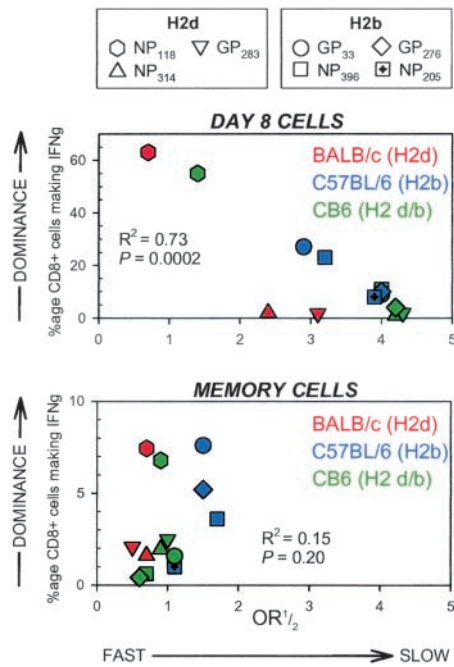 H2d
NP118 GP283
NP314
H2b
GP33 GP276
NP396 NP205
DAY 8 CELLS
DOMINANCE
%age CD8+ cells making IFNg
60
40
20
0
BALB/c (H2d)
C57BL/6 (H2b)
CB6 (H2 d/b)
R² = 0.73
P = 0.0002
0 1 2 3 4 5
MEMORY CELLS
DOMINANCE
%age CD8+ cells making IFNg
10
5
0
BALB/c (H2d)
C57BL/6 (H2b)
CB6 (H2 d/b)
R² = 0.15
P = 0.20
0 1 2 3 4 5
OR½
FAST SLOW